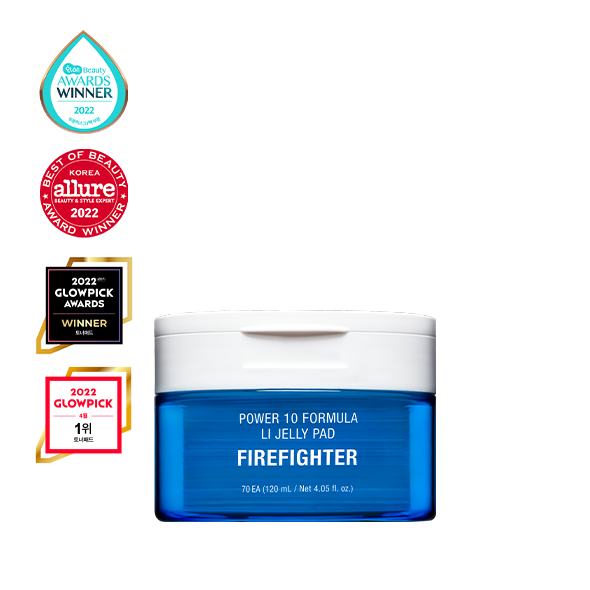 Beauty
AWARDS
WINNER
2022
BEST OF BEAUTY
KOREA
allure
BEAUTY & STYLE EXPERT
2022
AWARD WINNER
2022
GLOWPICK
AWARDS
WINNER
토너패드
2022
GLOWPICK
4월
1위
토너패드
POWER 10 FORMULA
LI JELLY PAD
FIREFIGHTER
70 EA (120 mL / Net 4.05 fl. oz.)